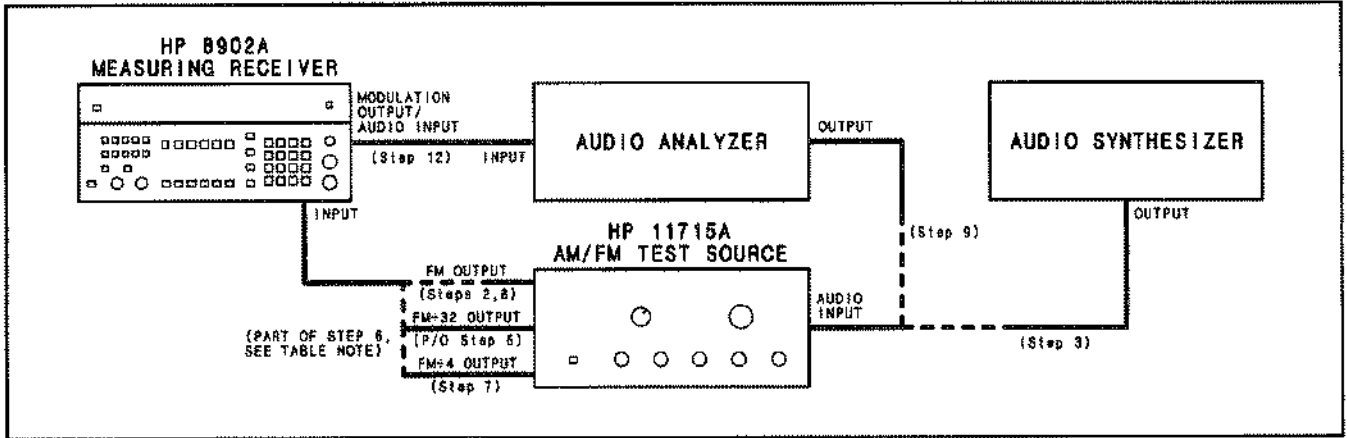 HP 8902A
MEASURING RECEIVER
MODULATION
OUTPUT/
AUDIO INPUT
(Step 12)
INPUT
AUDIO ANALYZER
OUTPUT
AUDIO SYNTHESIZER
OUTPUT
INPUT
(Step 9)
HP 11715A
AM/FM TEST SOURCE
FM OUTPUT
(Steps 2,8)
AUDIO
INPUT
FM÷32 OUTPUT
(P/O Step 6)
(PART OF STEP 6,
SEE TABLE NOTE)
(Step 3)
FM÷4 OUTPUT
(Step 7)